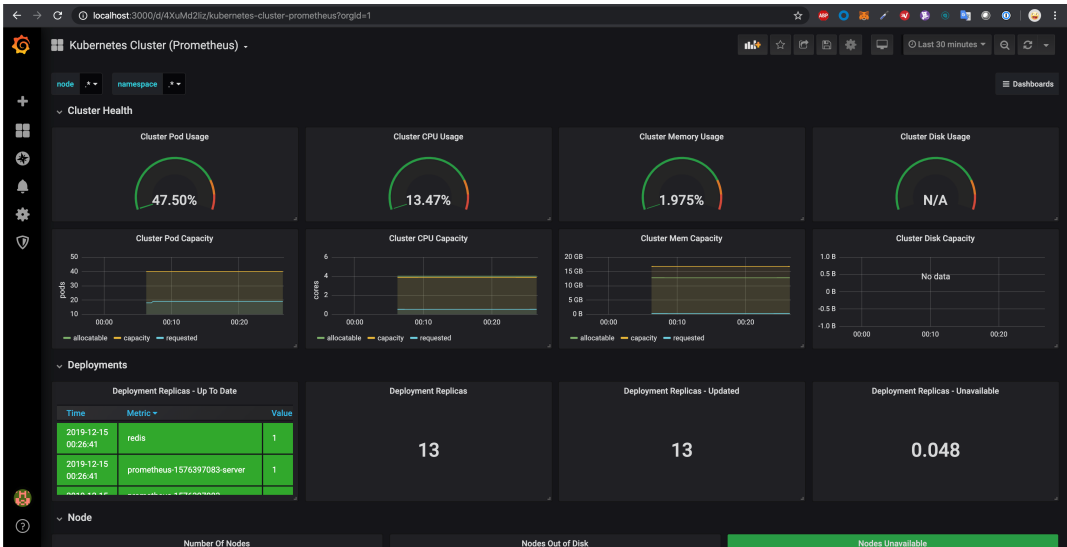 localhost:3000/d/4XuMd2Iiz/kubernetes-cluster-prometheus?orgId=1
Kubernetes Cluster (Prometheus)
Last 30 minutes
node .* namespace .*
Dashboards
Cluster Health
Cluster Pod Usage
47.50%
Cluster CPU Usage
13.47%
Cluster Memory Usage
1.975%
Cluster Disk Usage
N/A
Cluster Pod Capacity
50
40
30
20
10
pods
00:00 00:10 00:20
allocatable capacity requested
Cluster CPU Capacity
6
4
2
0
cores
00:00 00:10 00:20
allocatable capacity requested
Cluster Mem Capacity
20 GB
15 GB
10 GB
5 GB
0 B
00:00 00:10 00:20
allocatable capacity requested
Cluster Disk Capacity
1.0 B
0.5 B
0 B
-0.5 B
-1.0 B
No data
00:00 00:10 00:20
Deployments
Deployment Replicas - Up To Date
Time Metric Value
2019-12-15 00:26:41 redis 1
2019-12-15 00:26:41 prometheus-1576397083-server 1
Deployment Replicas
13
Deployment Replicas - Updated
13
Deployment Replicas - Unavailable
0.048
Node
Number Of Nodes
Nodes Out of Disk
Nodes Unavailable